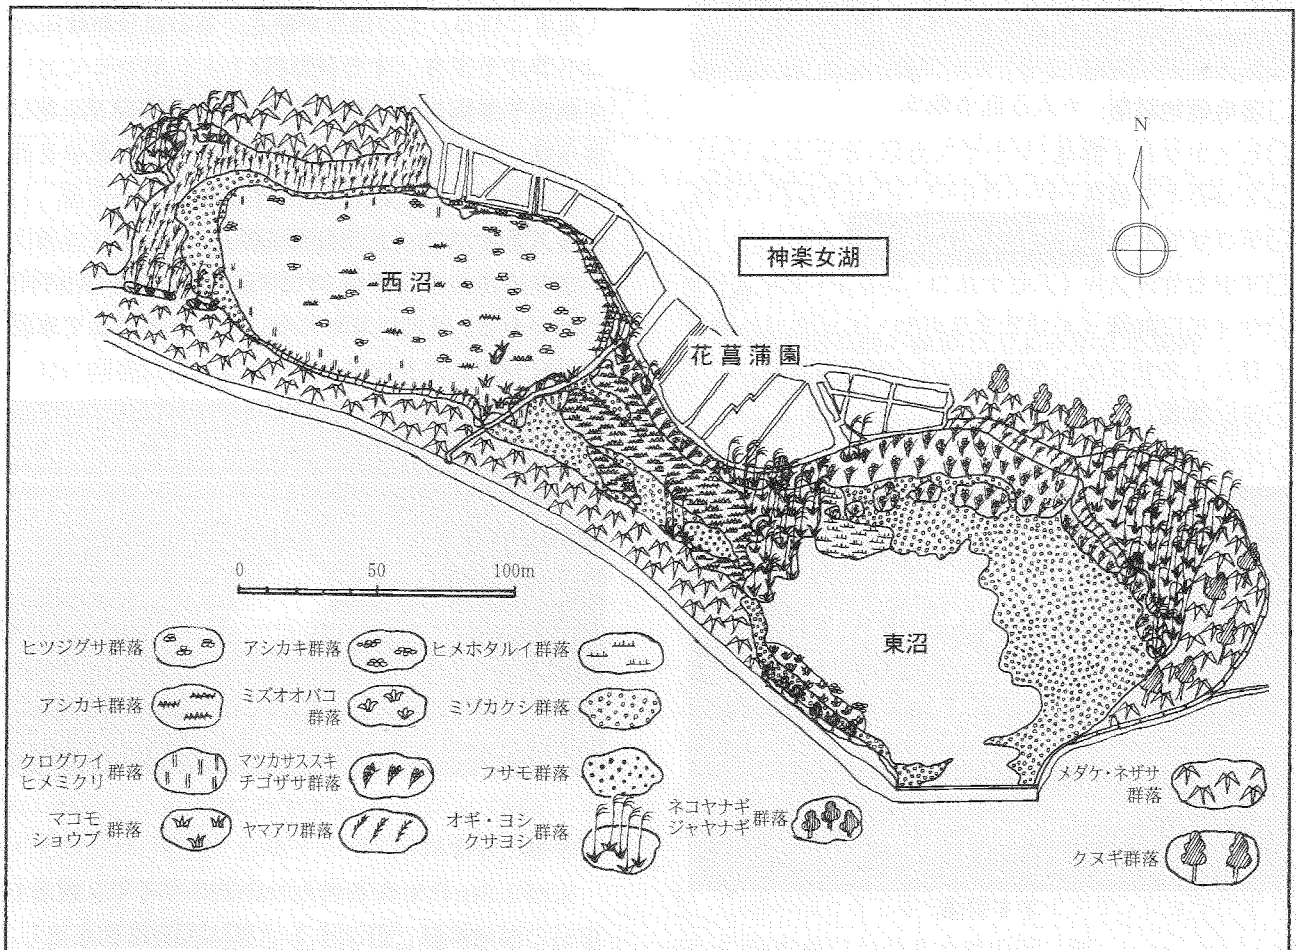 N
神楽女湖
西沼
花菖蒲園
東沼
0 50 100m
ヒツジグサ群落
アシカキ群落
ヒメホタルイ群落
アシカキ群落
ミズオオバコ
群落
ミゾカクシ群落
クログワイ
ヒメミクリ
群落
マツカサススキ
チゴザサ群落
フサモ群落
マコモ
ショウブ
群落
ヤマアワ群落
オギ・ヨシ
クサヨシ
群落
ネコヤナギ
ジャヤナギ
群落
メダケ・ネザサ
群落
クヌギ群落